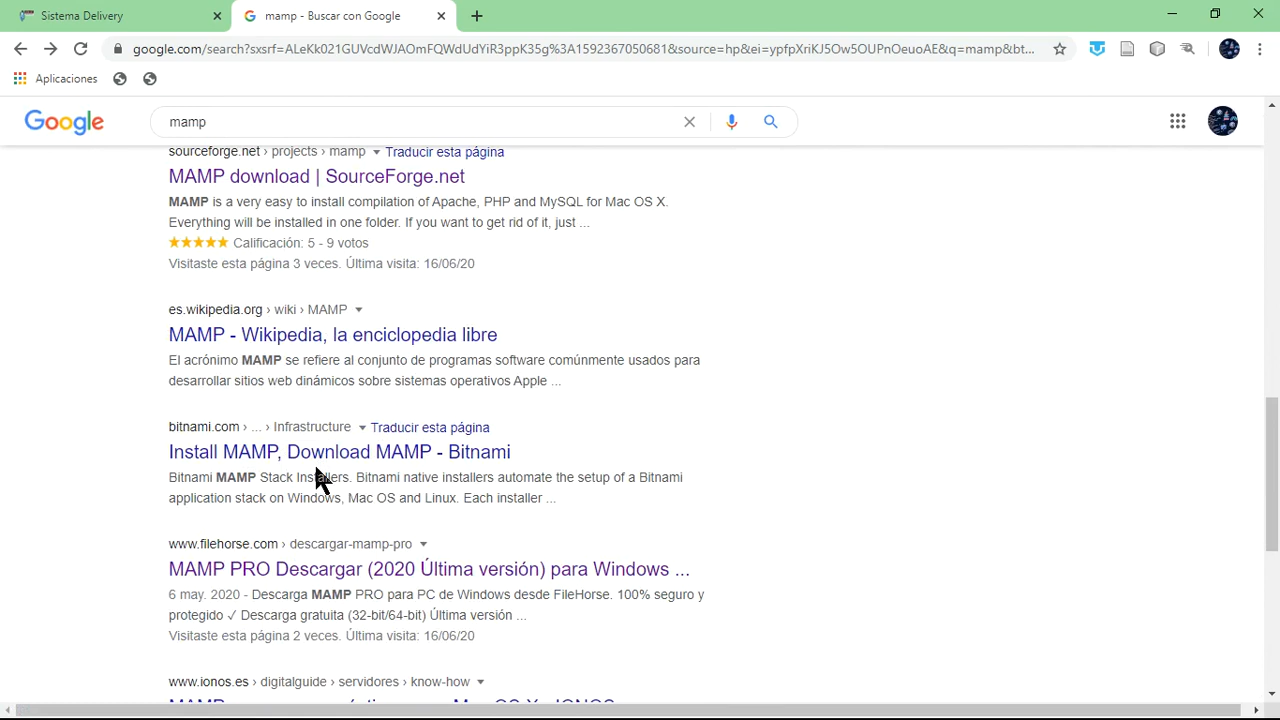 Sistema Delivery
mamp - Buscar con Google
google.com/search?sxsrf=ALeKk021GUVcdWJAOmFQWdUdYiR3ppK35g%3A1592367050681&source=hp&ei=ypfpXriKJ5Ow5OUPnOeuoAE&q=mamp&bt...
Aplicaciones
Google
mamp
sourceforge.net › projects › mamp Traducir esta página
MAMP download | SourceForge.net
MAMP is a very easy to install compilation of Apache, PHP and MySQL for Mac OS X.
Everything will be installed in one folder. If you want to get rid of it, just ...
Calificación: 5 - 9 votos
Visitaste esta página 3 veces. Última visita: 16/06/20
es.wikipedia.org › wiki › MAMP
MAMP - Wikipedia, la enciclopedia libre
El acrónimo MAMP se refiere al conjunto de programas software comúnmente usados para
desarrollar sitios web dinámicos sobre sistemas operativos Apple ...
bitnami.com › ... › Infrastructure Traducir esta página
Install MAMP, Download MAMP - Bitnami
Bitnami MAMP Stack Installers. Bitnami native installers automate the setup of a Bitnami
application stack on Windows, Mac OS and Linux. Each installer ...
www.filehorse.com › descargar-mamp-pro
MAMP PRO Descargar (2020 Última versión) para Windows ...
6 may. 2020 - Descarga MAMP PRO para PC de Windows desde FileHorse. 100% seguro y
protegido ✓ Descarga gratuita (32-bit/64-bit) Última versión ...
Visitaste esta página 2 veces. Última visita: 16/06/20
www.ionos.es › digitalguide › servidores › know-how